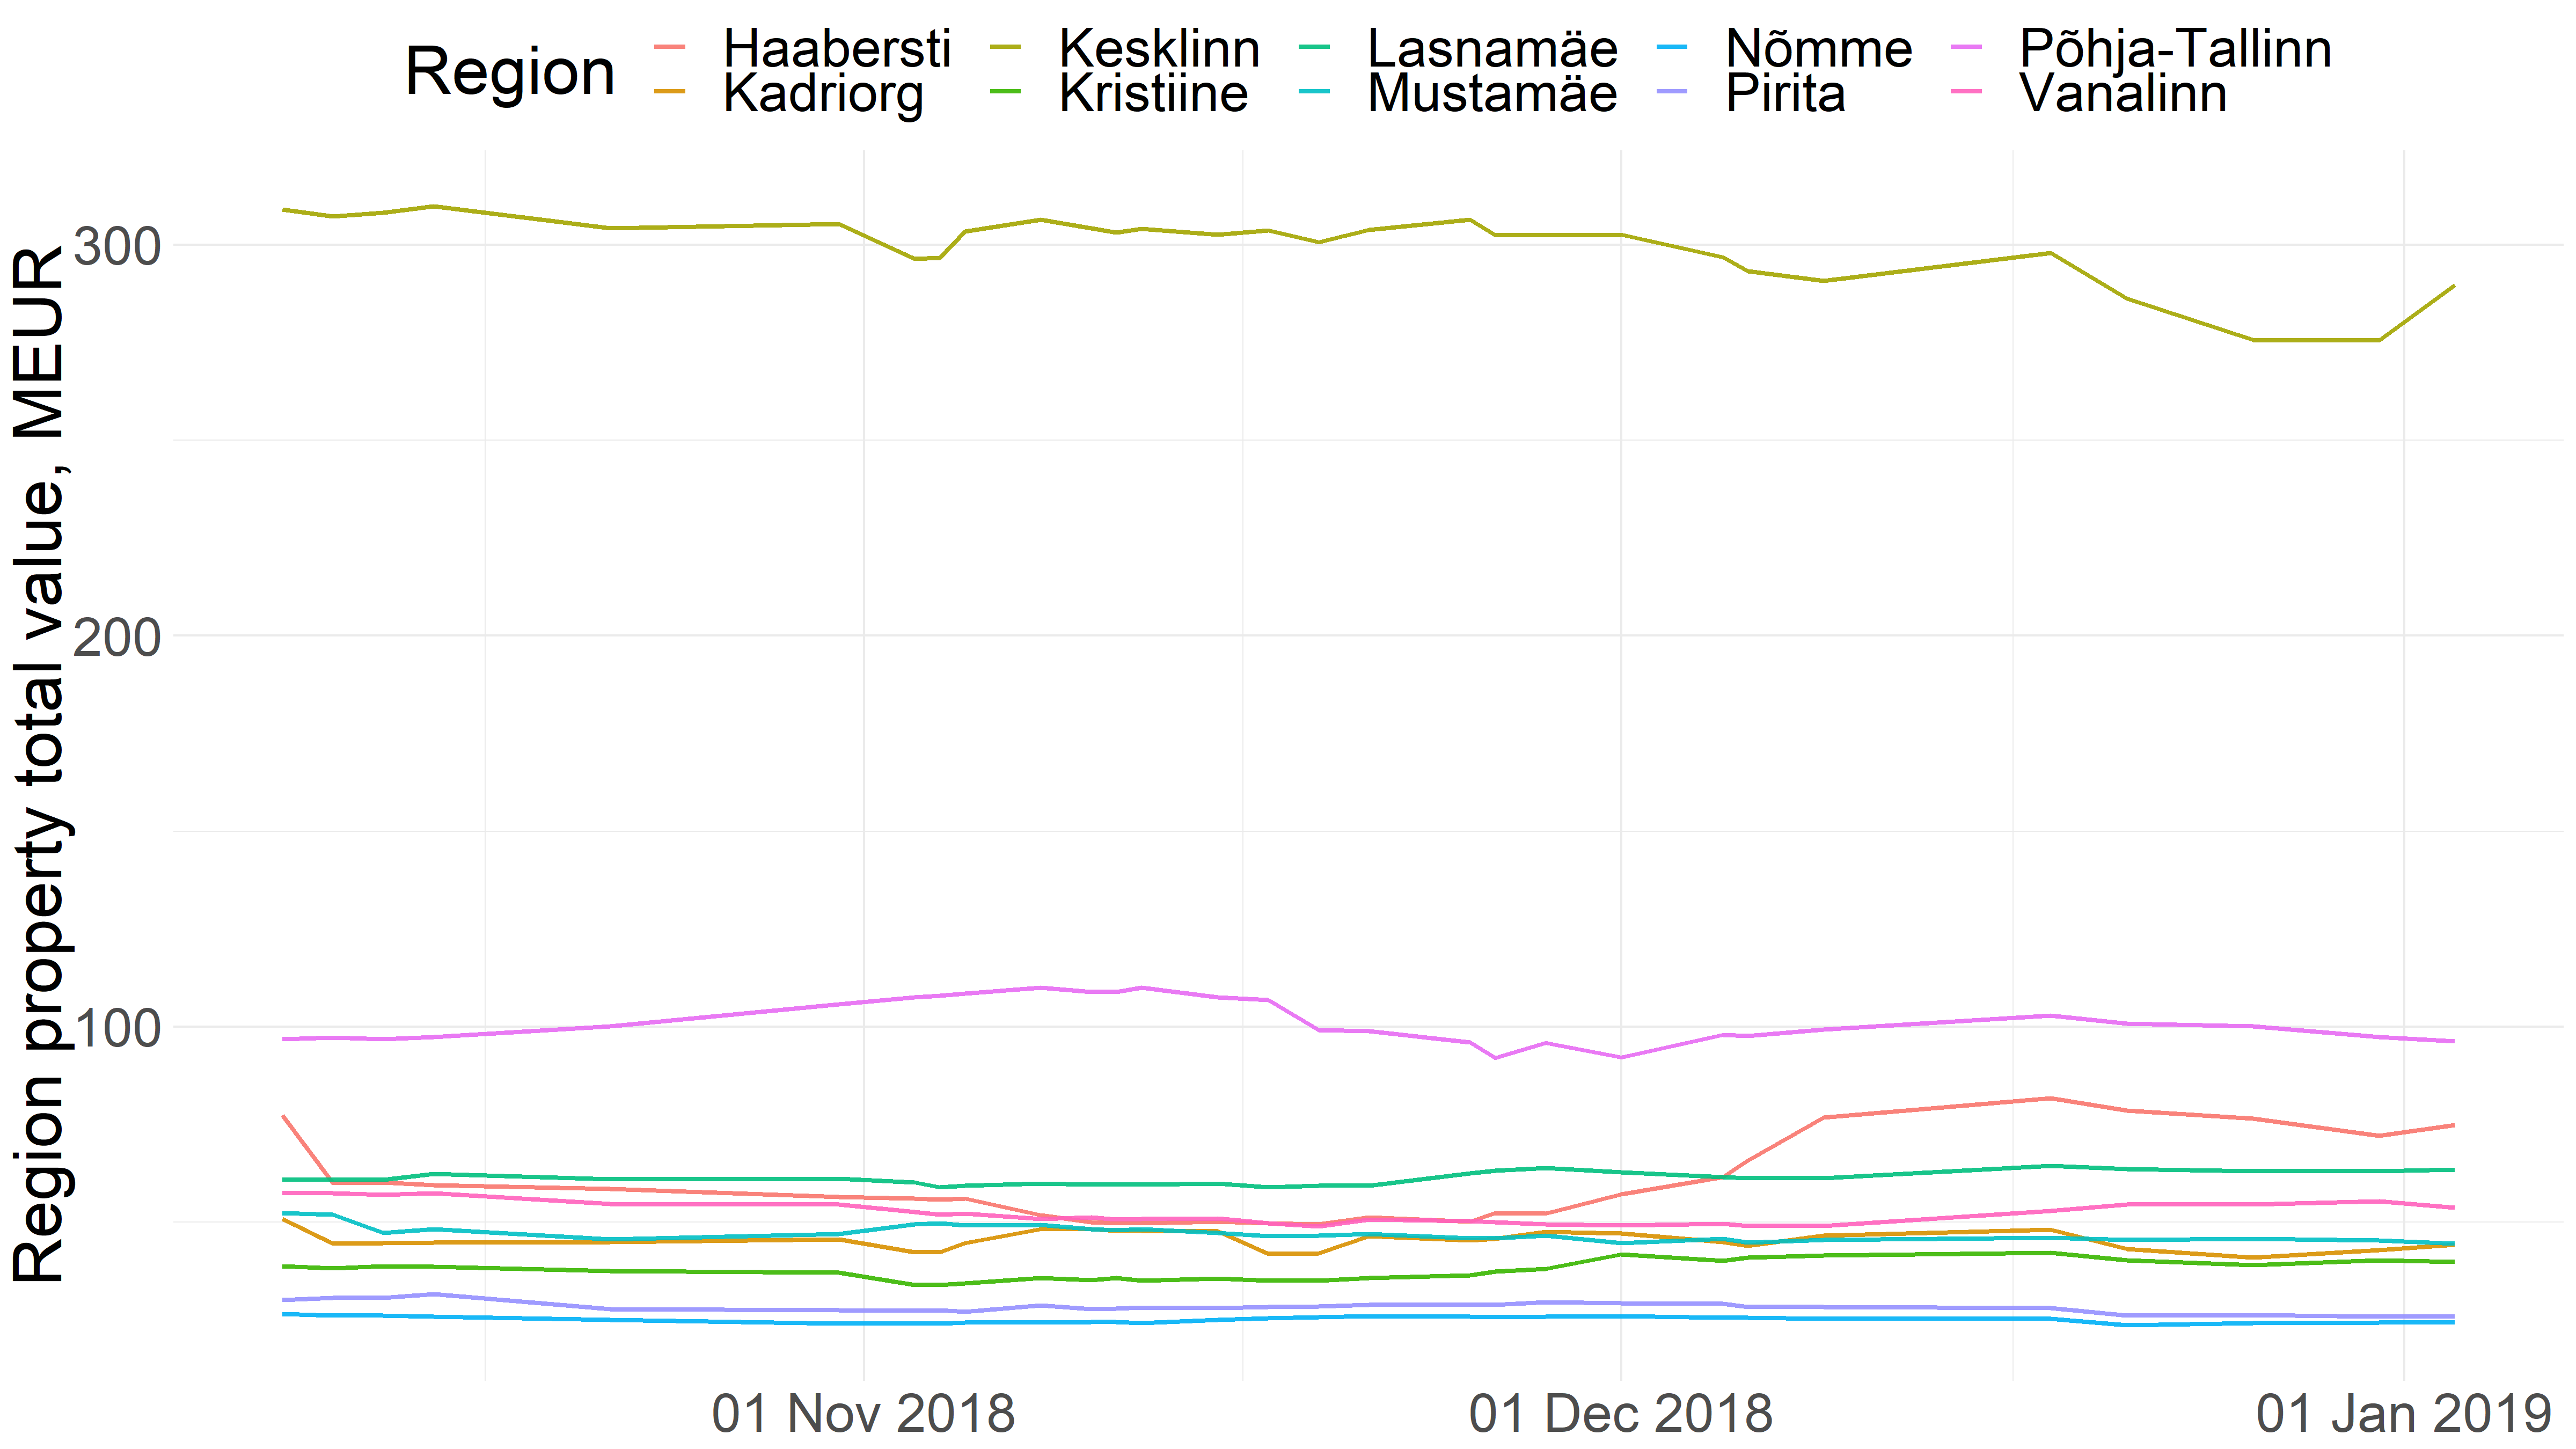 Region
Haabersti Kesklinn Lasnamäe Nõmme Põhja-Tallinn
Kadriorg Kristiine Mustamäe Pirita Vanalinn
Region property total value, MEUR
300
200
100
01 Nov 2018 01 Dec 2018 01 Jan 2019